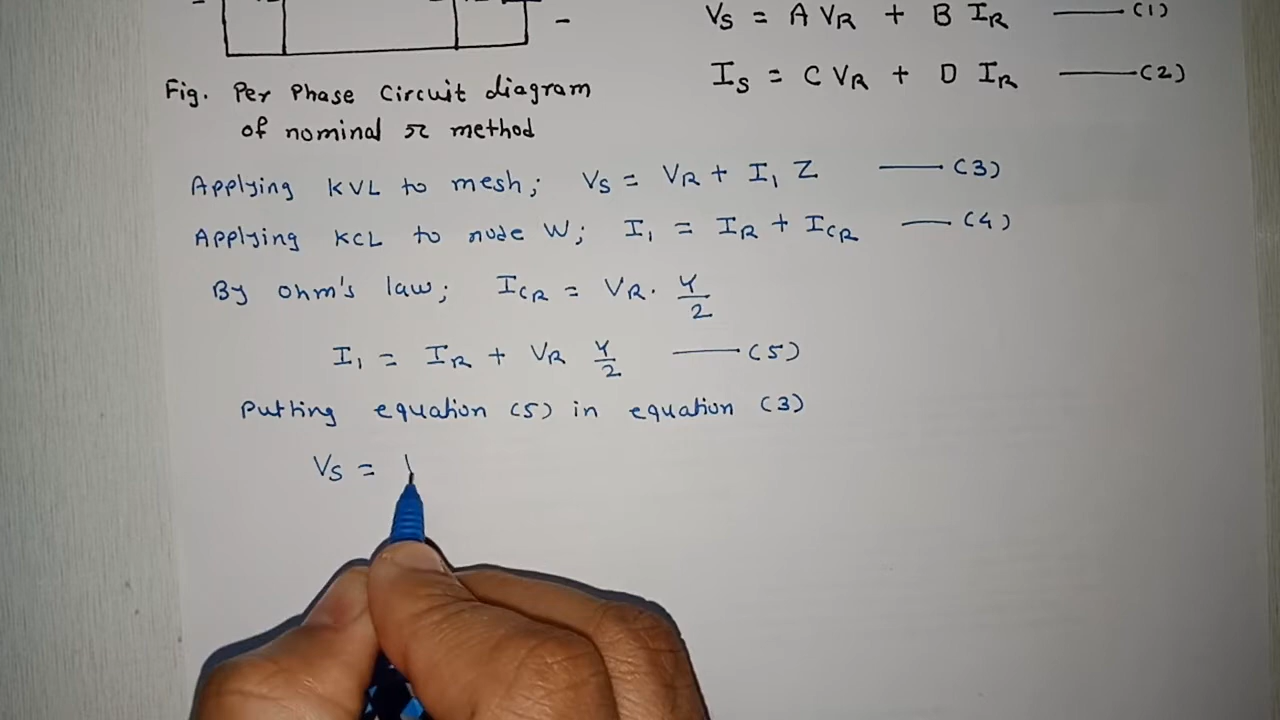 Vs = A VR + B IR —— (1)
Is = C VR + D IR —— (2)
Fig. Per Phase Circuit diagram
of nominal π method
Applying KVL to mesh; Vs = VR + I1 Z —— (3)
Applying KCL to node W; I1 = IR + ICR —— (4)
By ohm's law; ICR = VR . Y/2
I1 = IR + VR Y/2 —— (5)
Putting equation (5) in equation (3)
Vs =